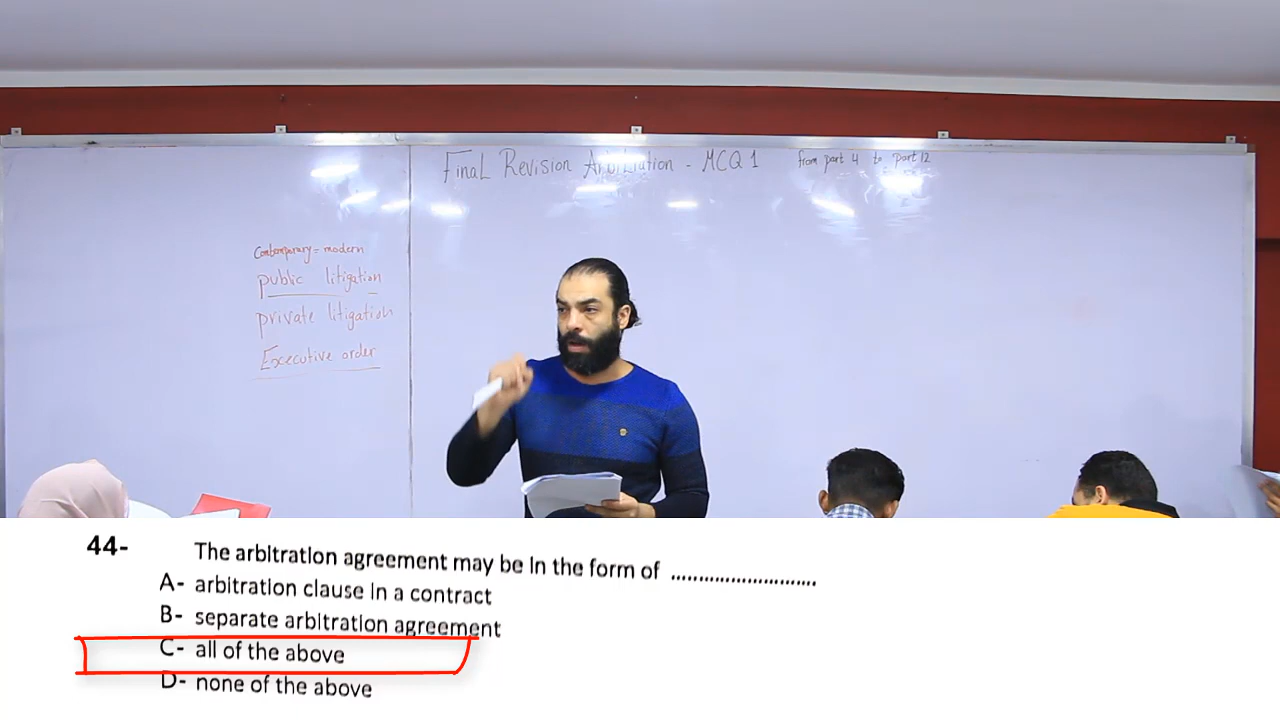 Final Revision Arbitration - MCQ 1 from part 4 to part 12
Contemporary = modern
public litigation
private litigation
Excecutive order
44- The arbitration agreement may be in the form of ............................
A- arbitration clause in a contract
B- separate arbitration agreement
C- all of the above
D- none of the above